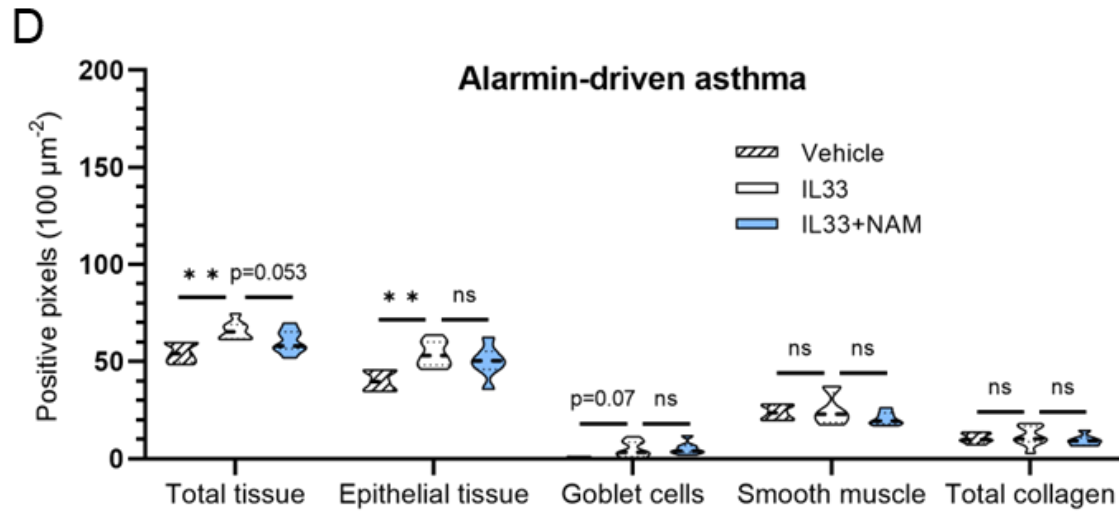 D
Alarmin-driven asthma
Positive pixels (100 µm⁻²)
200
150
100
50
0
Vehicle
IL33
IL33+NAM
** p=0.053
** ns
p=0.07 ns
ns ns
ns ns
Total tissue Epithelial tissue Goblet cells Smooth muscle Total collagen